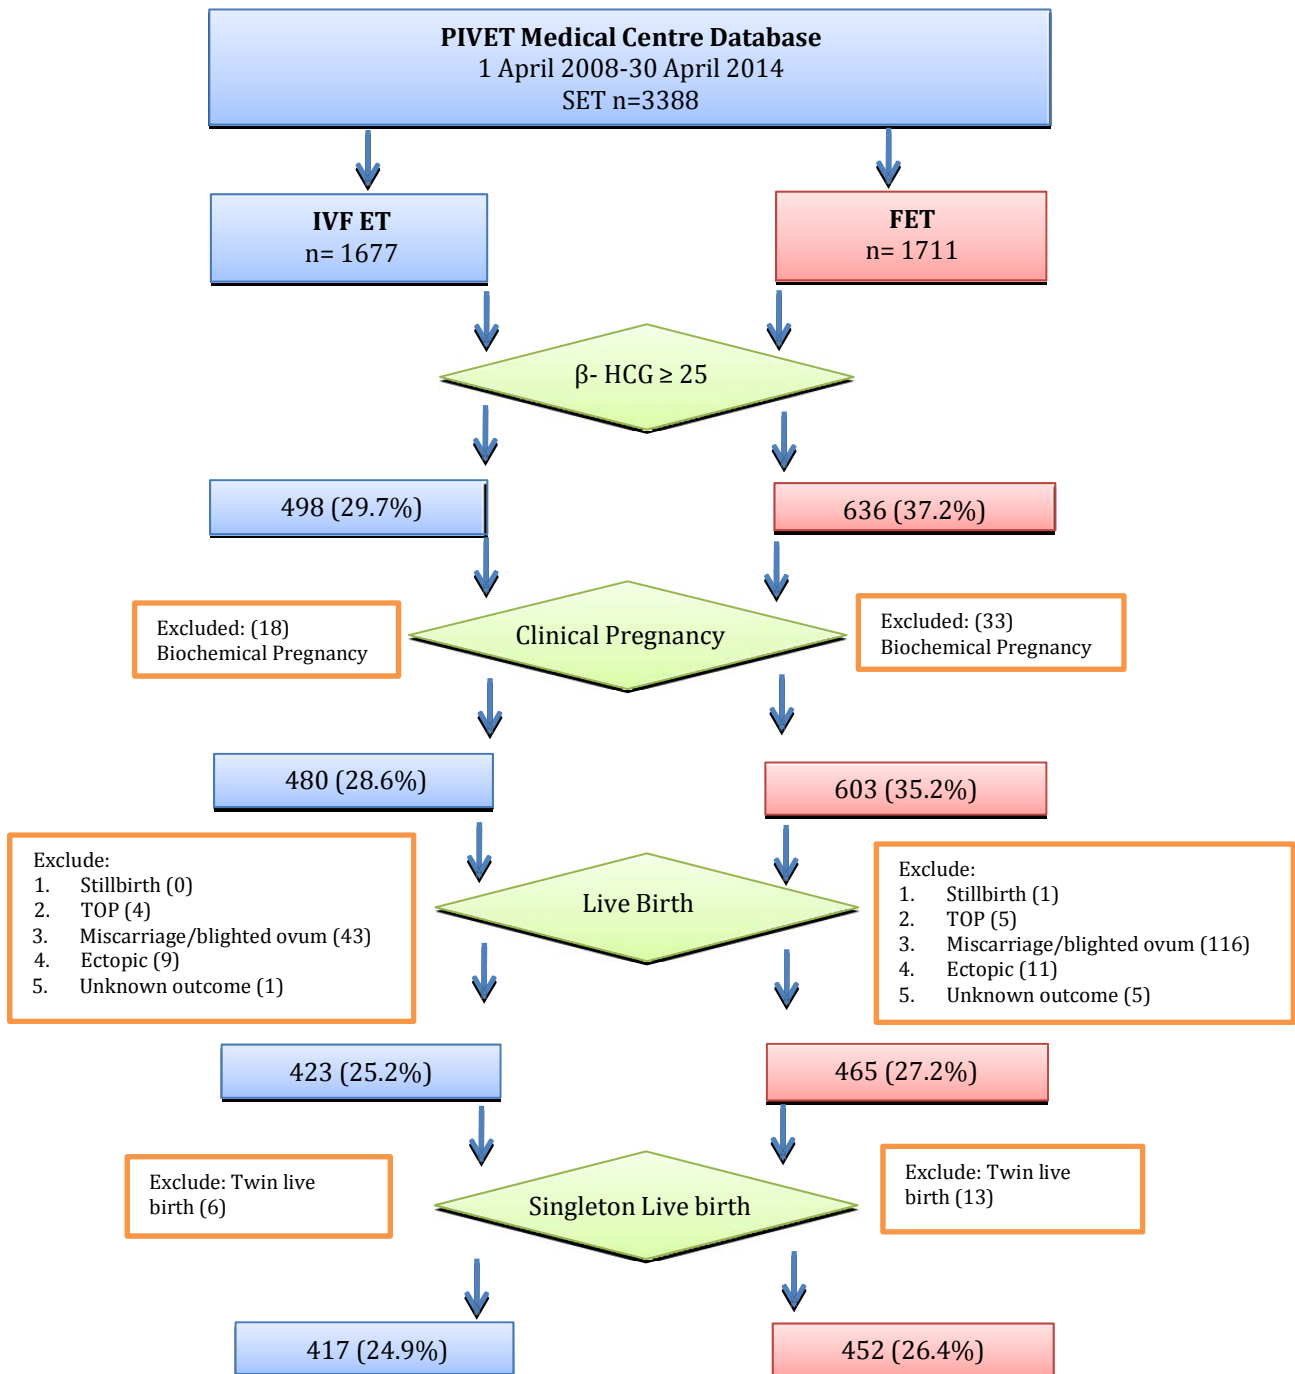 PIVET Medical Centre Database
1 April 2008-30 April 2014
SET n=3388
IVF ET
n= 1677
FET
n= 1711
β- HCG ≥ 25
498 (29.7%)
636 (37.2%)
Excluded: (18)
Biochemical Pregnancy
Clinical Pregnancy
Excluded: (33)
Biochemical Pregnancy
480 (28.6%)
603 (35.2%)
Exclude:
1. Stillbirth (0)
2. TOP (4)
3. Miscarriage/blighted ovum (43)
4. Ectopic (9)
5. Unknown outcome (1)
Live Birth
Exclude:
1. Stillbirth (1)
2. TOP (5)
3. Miscarriage/blighted ovum (116)
4. Ectopic (11)
5. Unknown outcome (5)
423 (25.2%)
465 (27.2%)
Exclude: Twin live
birth (6)
Singleton Live birth
Exclude: Twin live
birth (13)
417 (24.9%)
452 (26.4%)